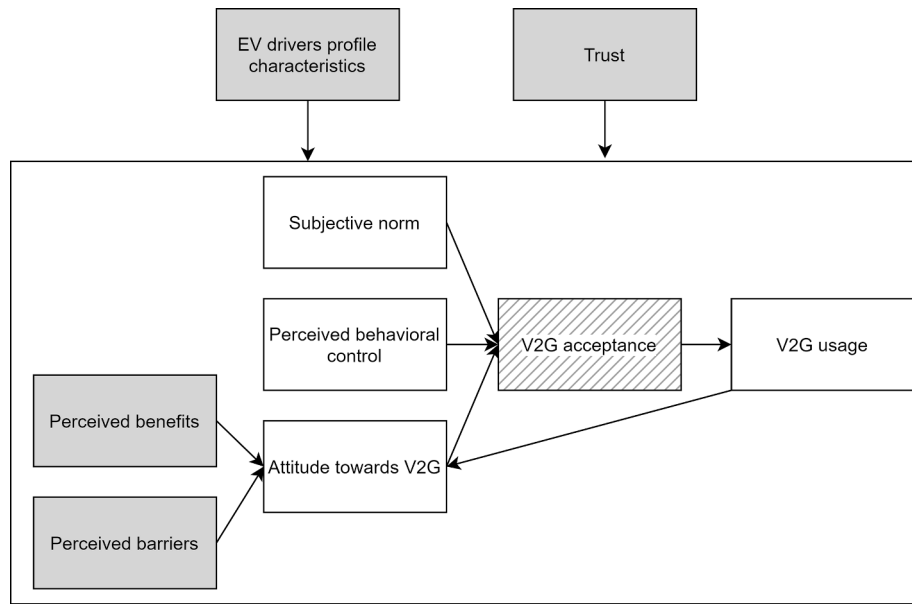 EV drivers profile
characteristics
Trust
Subjective norm
Perceived behavioral
control
V2G acceptance
V2G usage
Perceived benefits
Attitude towards V2G
Perceived barriers